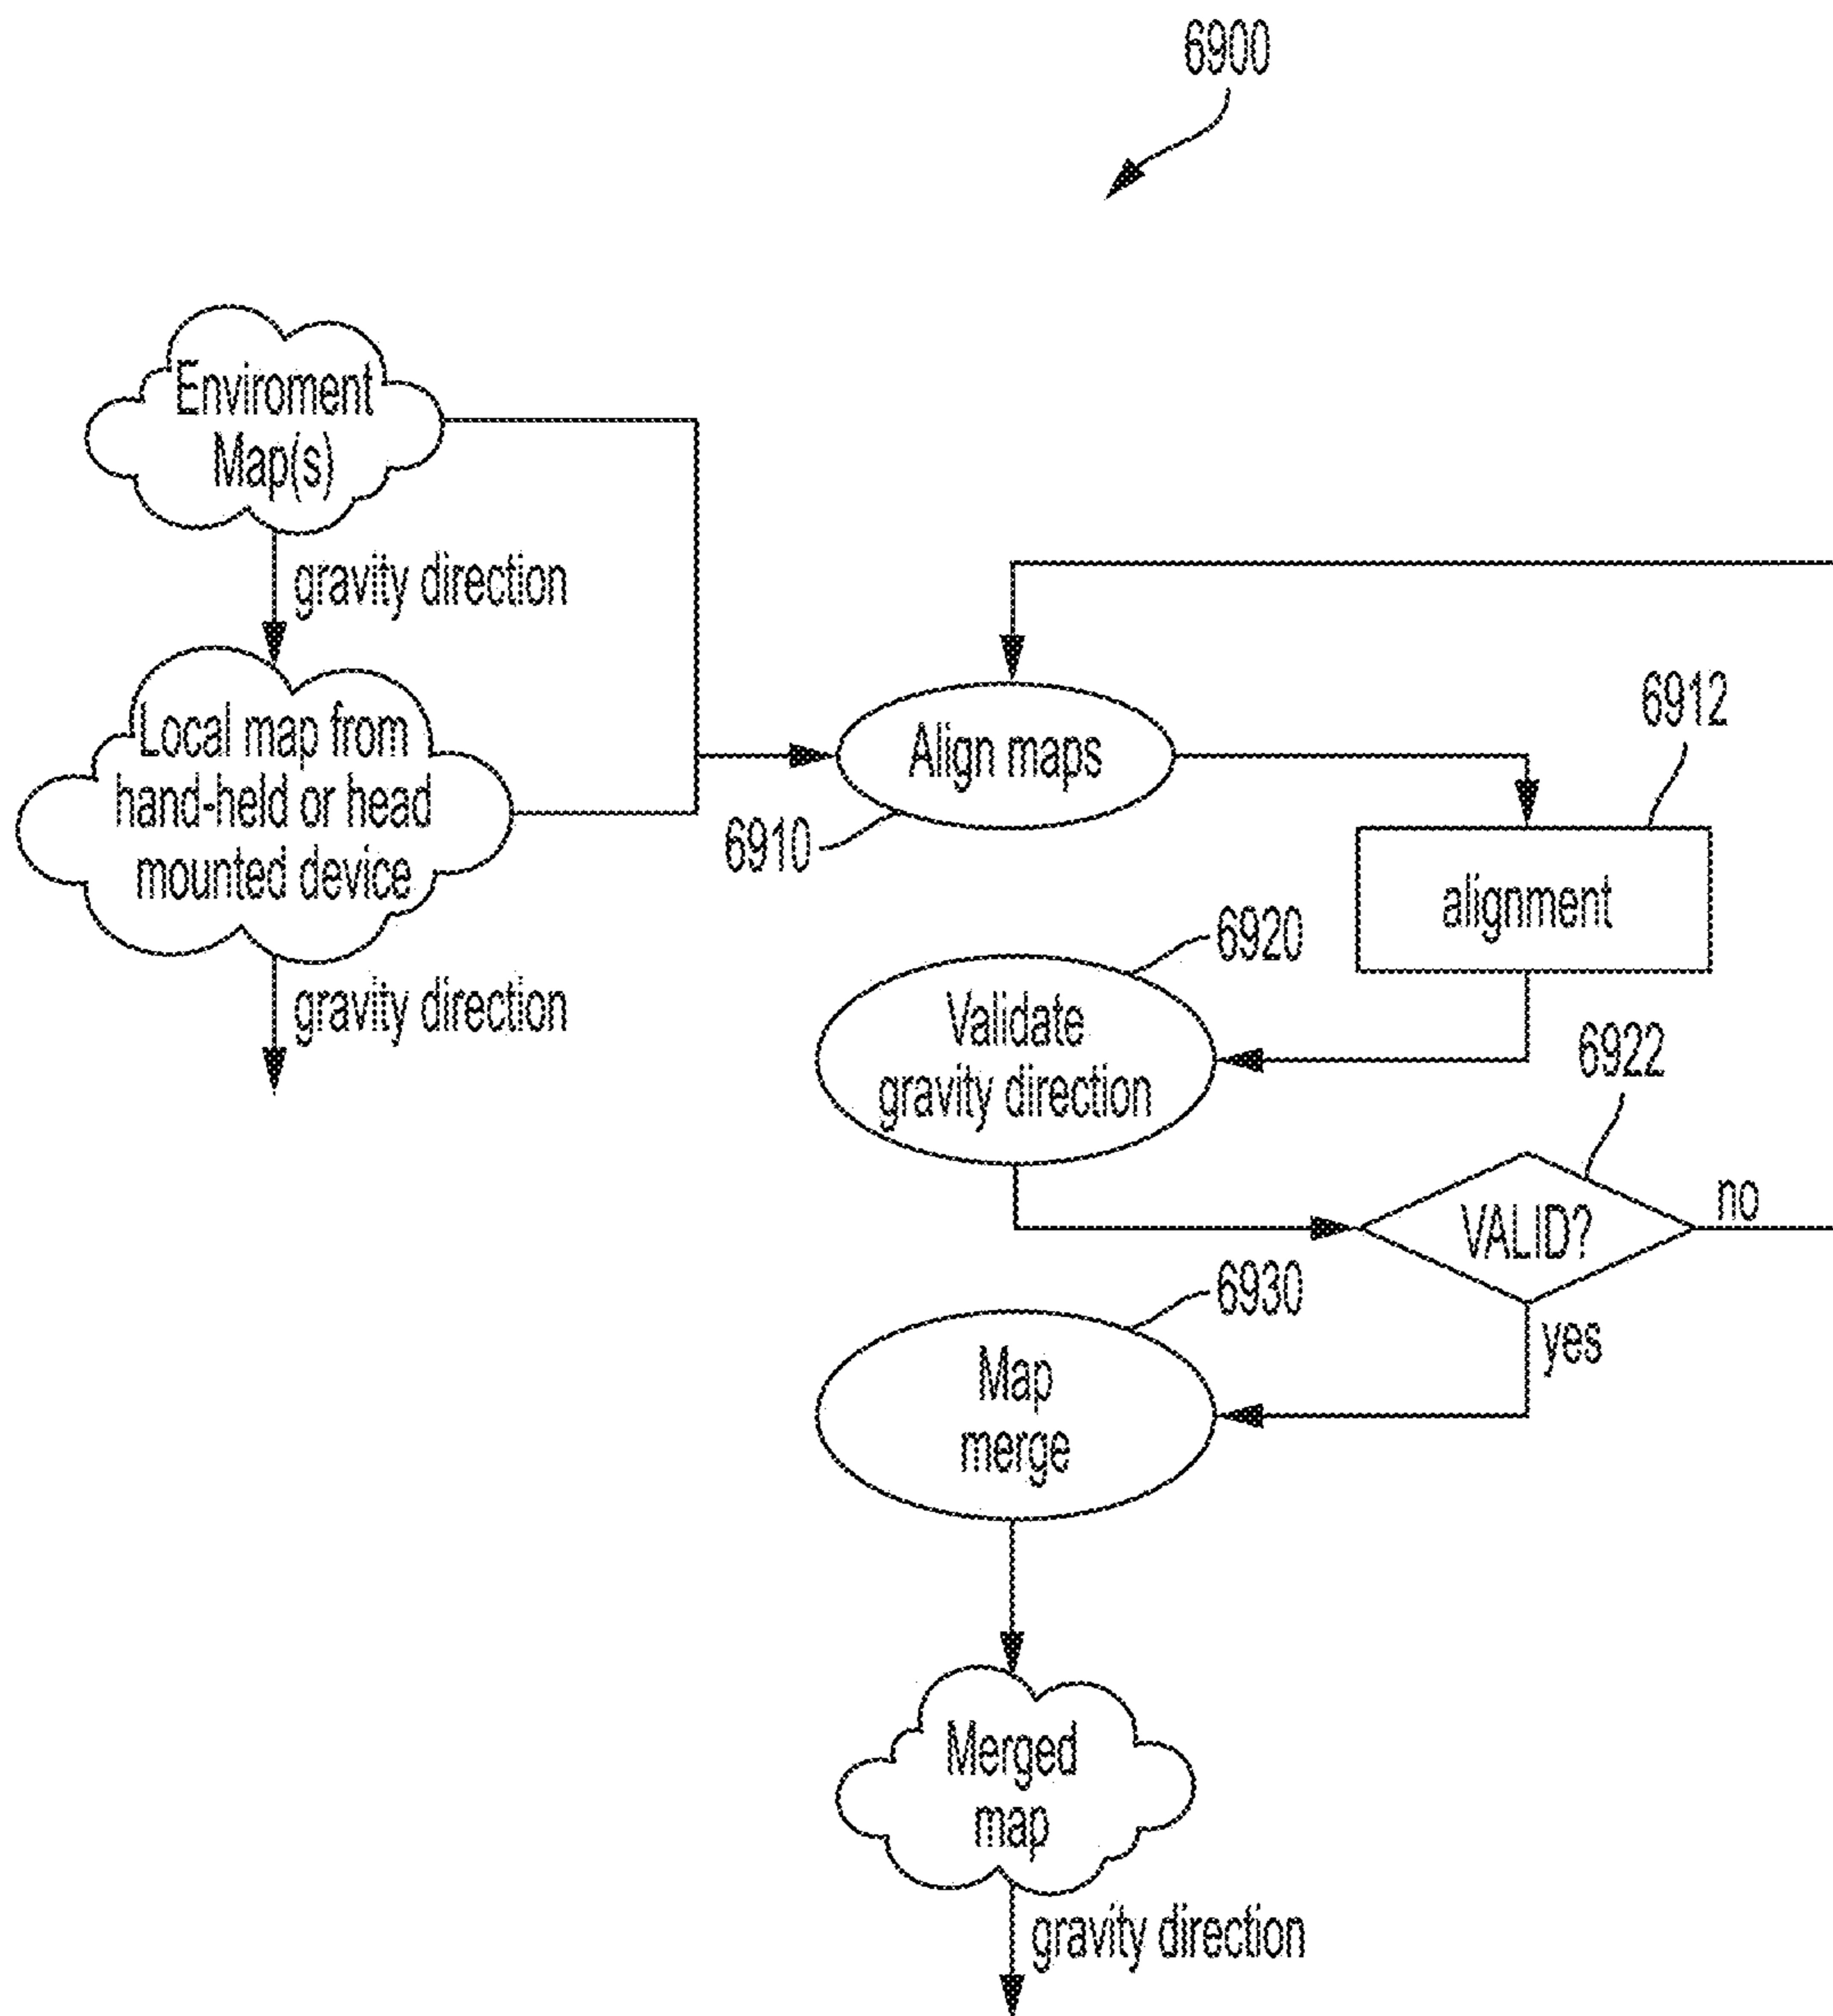 6900
Enviroment
Map(s)
gravity direction
Local map from
hand-held or head
mounted device
gravity direction
Align maps
6910
6912
alignment
6920
Validate
gravity direction
6922
VALID?
no
yes
6930
Map
merge
Merged
map
gravity direction